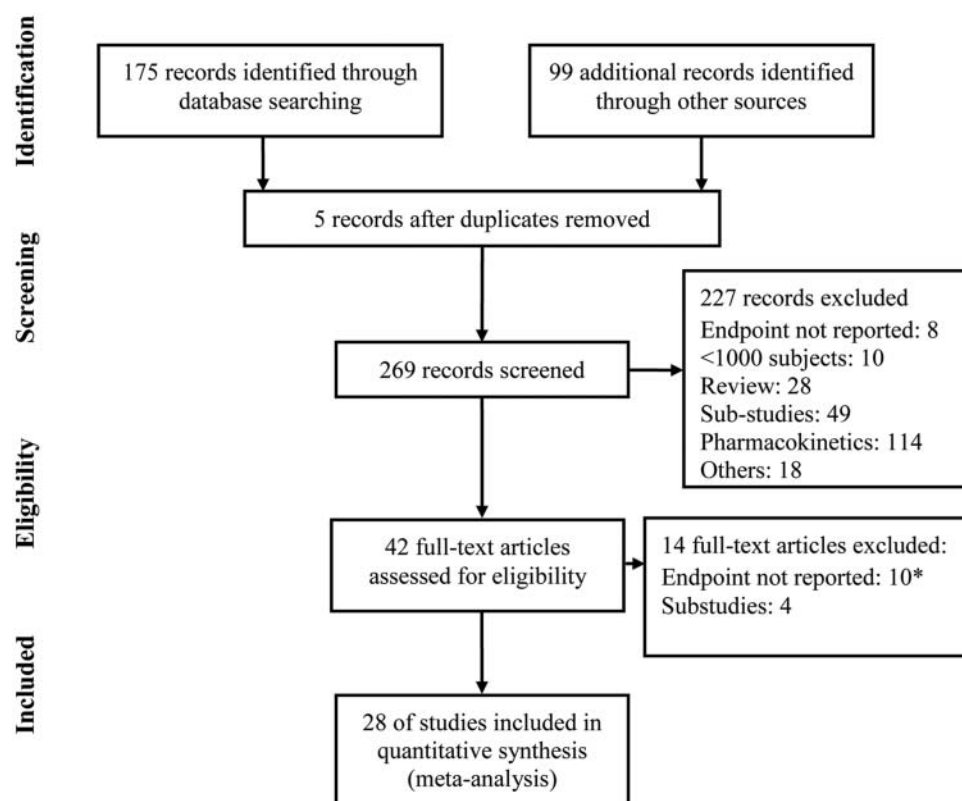 Identification
175 records identified through
database searching
99 additional records identified
through other sources
5 records after duplicates removed
Screening
269 records screened
227 records excluded
Endpoint not reported: 8
<1000 subjects: 10
Review: 28
Sub-studies: 49
Pharmacokinetics: 114
Others: 18
Eligibility
42 full-text articles
assessed for eligibility
14 full-text articles excluded:
Endpoint not reported: 10*
Substudies: 4
Included
28 of studies included in
quantitative synthesis
(meta-analysis)